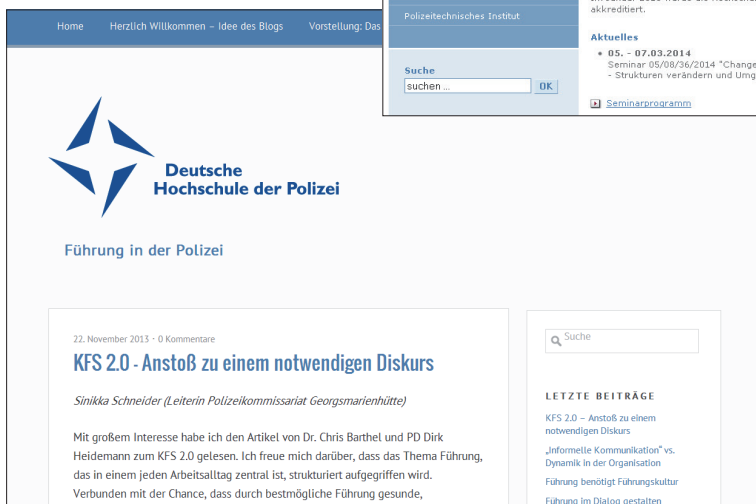 Home Herzlich Willkommen – Idee des Blogs Vorstellung: Das
Polizeitechnisches Institut
Suche
suchen ...
OK
akkreditiert.
Aktuelles
05. - 07.03.2014
Seminar 05/08/36/2014 "Change
- Strukturen verändern und Umg
Seminarprogramm
Deutsche
Hochschule der Polizei
Führung in der Polizei
22. November 2013 · 0 Kommentare
KFS 2.0 - Anstoß zu einem notwendigen Diskurs
Sinikka Schneider (Leiterin Polizeikommissariat Georgsmarienhütte)
Mit großem Interesse habe ich den Artikel von Dr. Chris Barthel und PD Dirk
Heidemann zum KFS 2.0 gelesen. Ich freue mich darüber, dass das Thema Führung,
das in einem jeden Arbeitsalltag zentral ist, strukturiert aufgegriffen wird.
Verbunden mit der Chance, dass durch bestmögliche Führung gesunde,
Suche
LETZTE BEITRÄGE
KFS 2.0 – Anstoß zu einem
notwendigen Diskurs
„Informelle Kommunikation“ vs.
Dynamik in der Organisation
Führung benötigt Führungskultur
Führung im Dialog gestalten